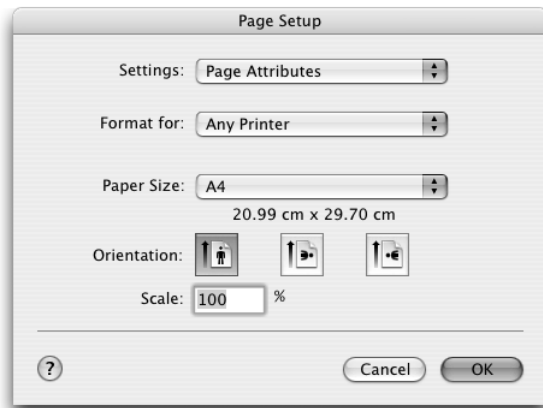 Page Setup
Settings: Page Attributes
Format for: Any Printer
Paper Size: A4
20.99 cm x 29.70 cm
Orientation:
Scale: 100 %
? Cancel OK